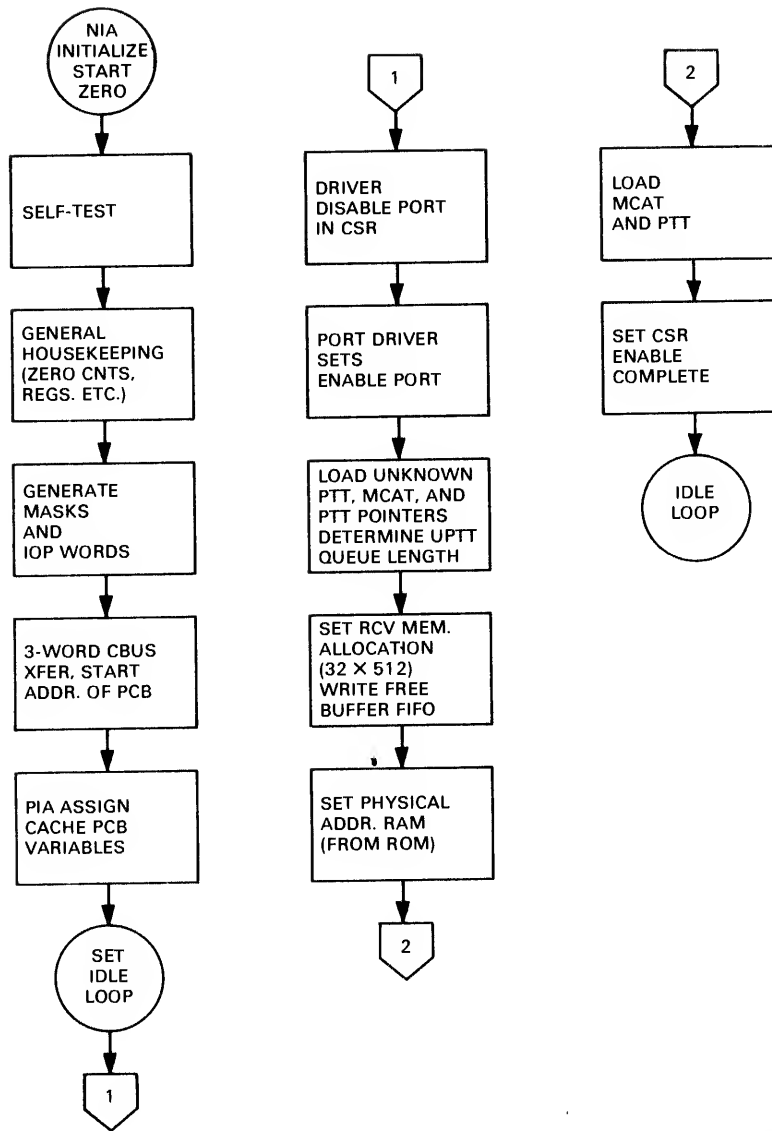 NIA
INITIALIZE
START
ZERO
SELF-TEST
GENERAL
HOUSEKEEPING
(ZERO CNTS,
REGS. ETC.)
GENERATE
MASKS
AND
IOP WORDS
3-WORD CBUS
XFER, START
ADDR. OF PCB
PIA ASSIGN
CACHE PCB
VARIABLES
SET
IDLE
LOOP
1
1
DRIVER
DISABLE PORT
IN CSR
PORT DRIVER
SETS
ENABLE PORT
LOAD UNKNOWN
PTT, MCAT, AND
PTT POINTERS
DETERMINE UPTT
QUEUE LENGTH
SET RCV MEM.
ALLOCATION
(32 X 512)
WRITE FREE
BUFFER FIFO
SET PHYSICAL
ADDR. RAM
(FROM ROM)
2
2
LOAD
MCAT
AND PTT
SET CSR
ENABLE
COMPLETE
IDLE
LOOP